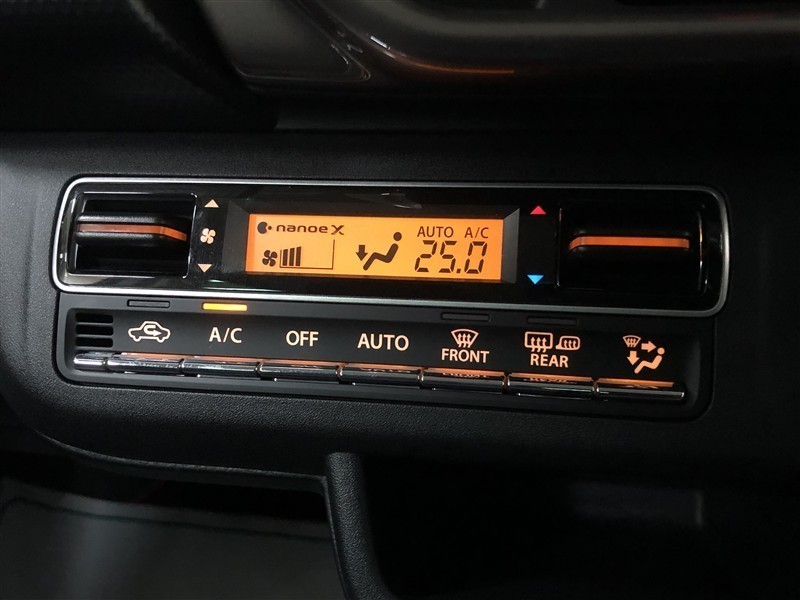 nanoe X
AUTO A/C
25.0
A/C
OFF
AUTO
FRONT
REAR